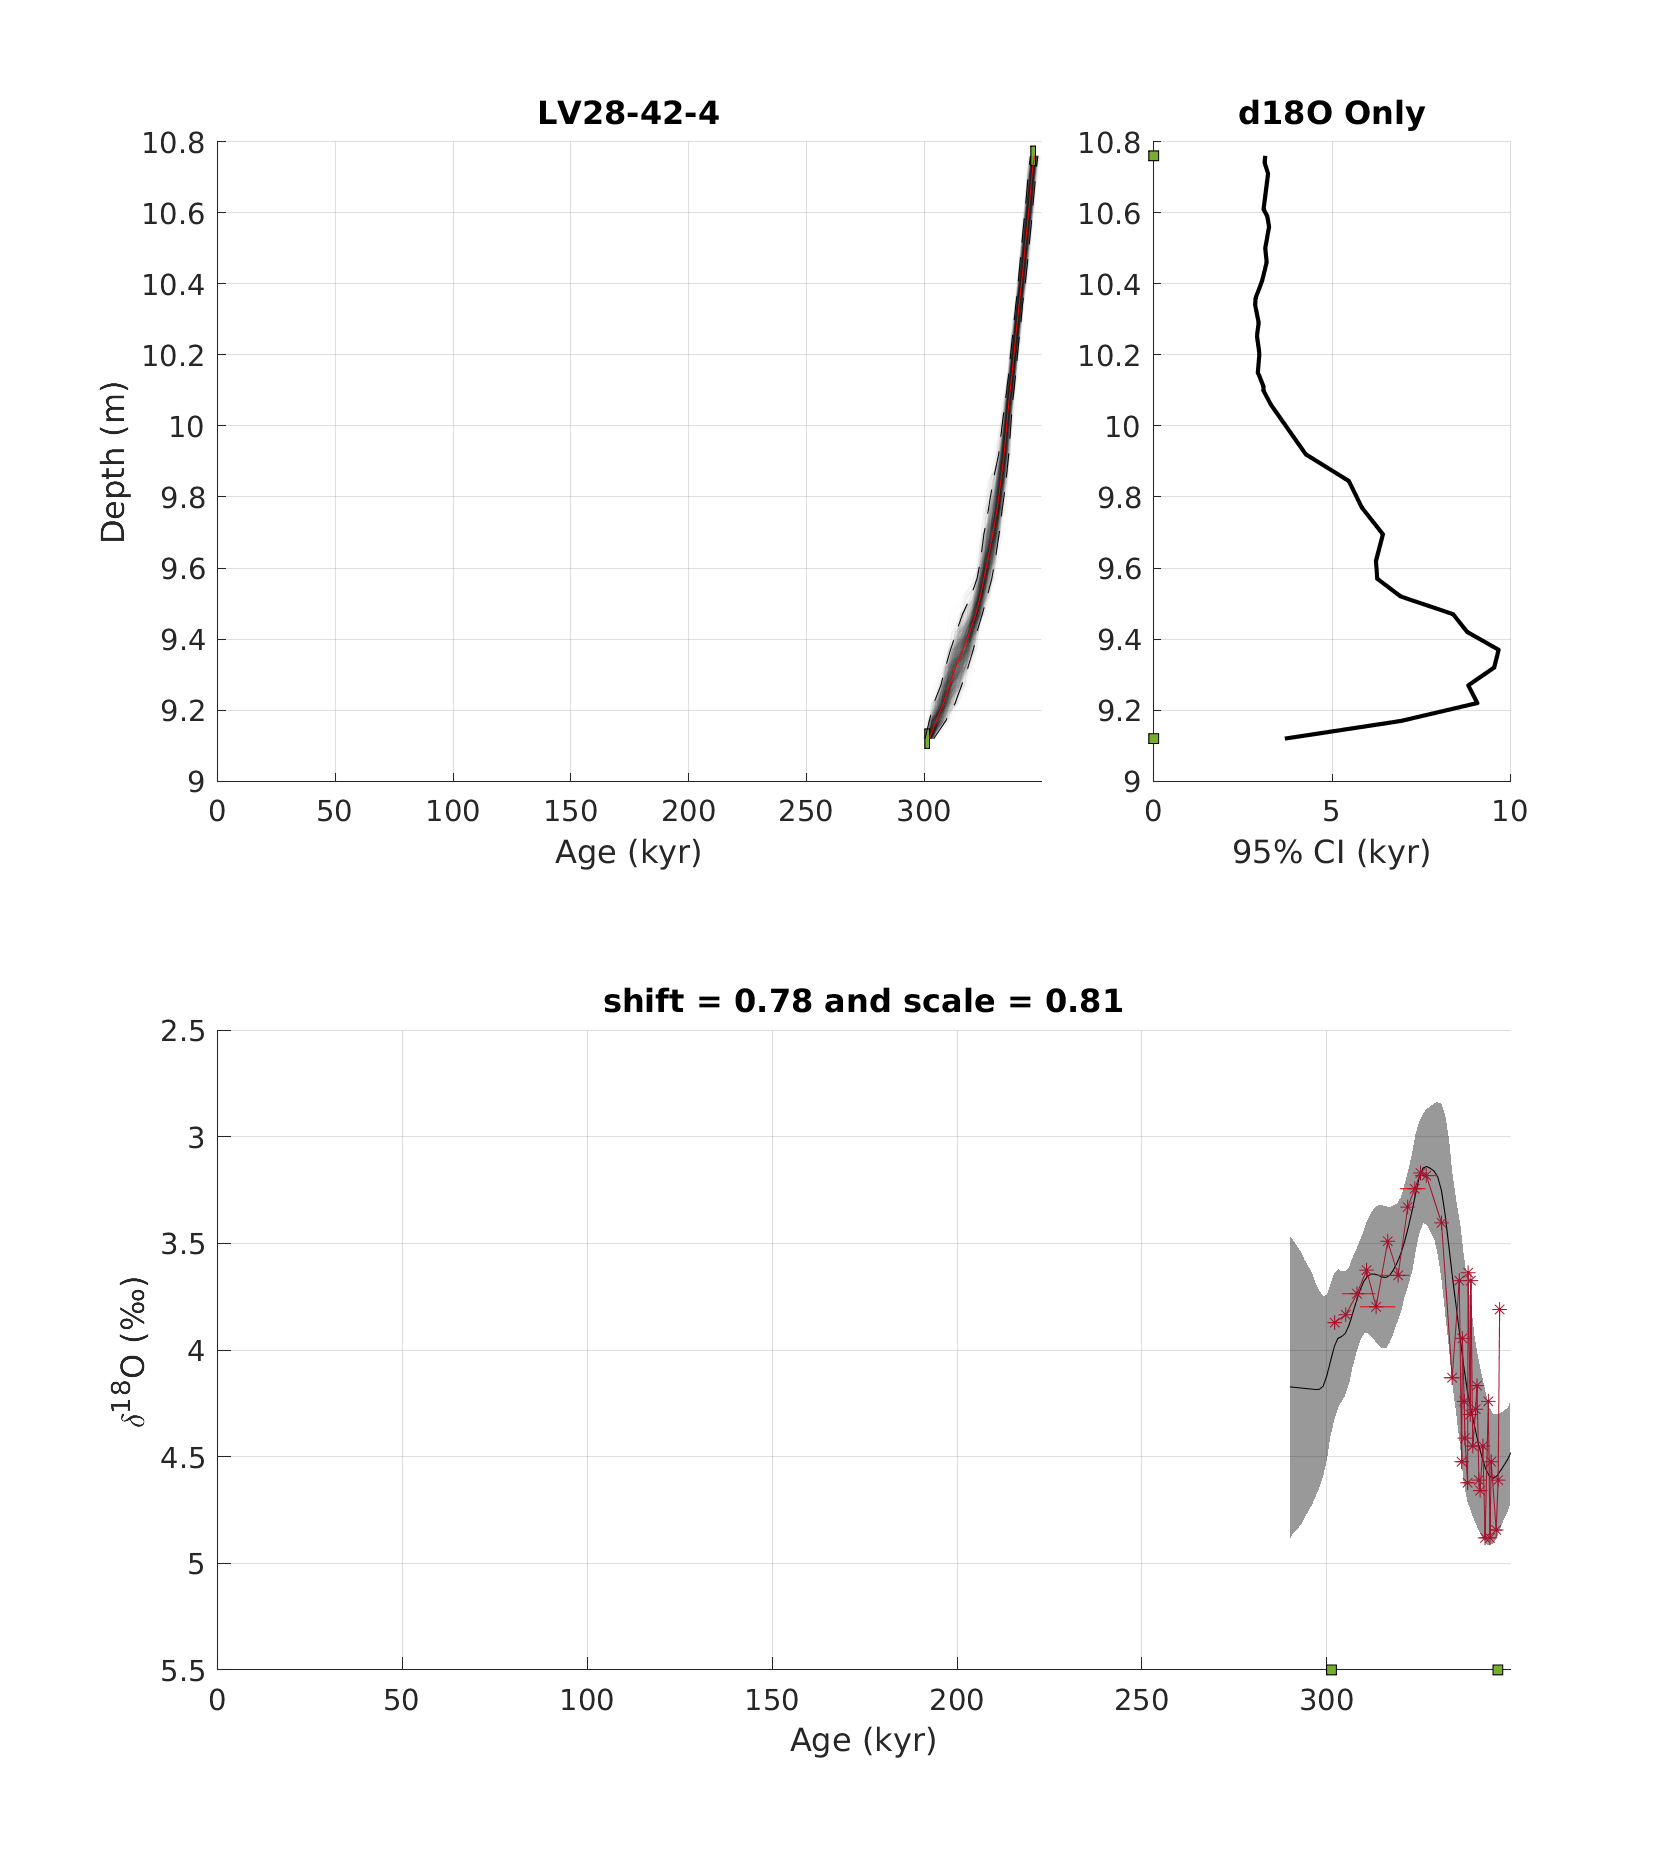 LV28-42-4
10.8
10.6
10.4
10.2
10
9.8
9.6
9.4
9.2
9
Depth (m)
0 50 100 150 200 250 300
Age (kyr)
d18O Only
10.8
10.6
10.4
10.2
10
9.8
9.6
9.4
9.2
9
0 5 10
95% CI (kyr)
shift = 0.78 and scale = 0.81
2.5
3
3.5
4
4.5
5
5.5
δ¹⁸O (‰)
0 50 100 150 200 250 300
Age (kyr)